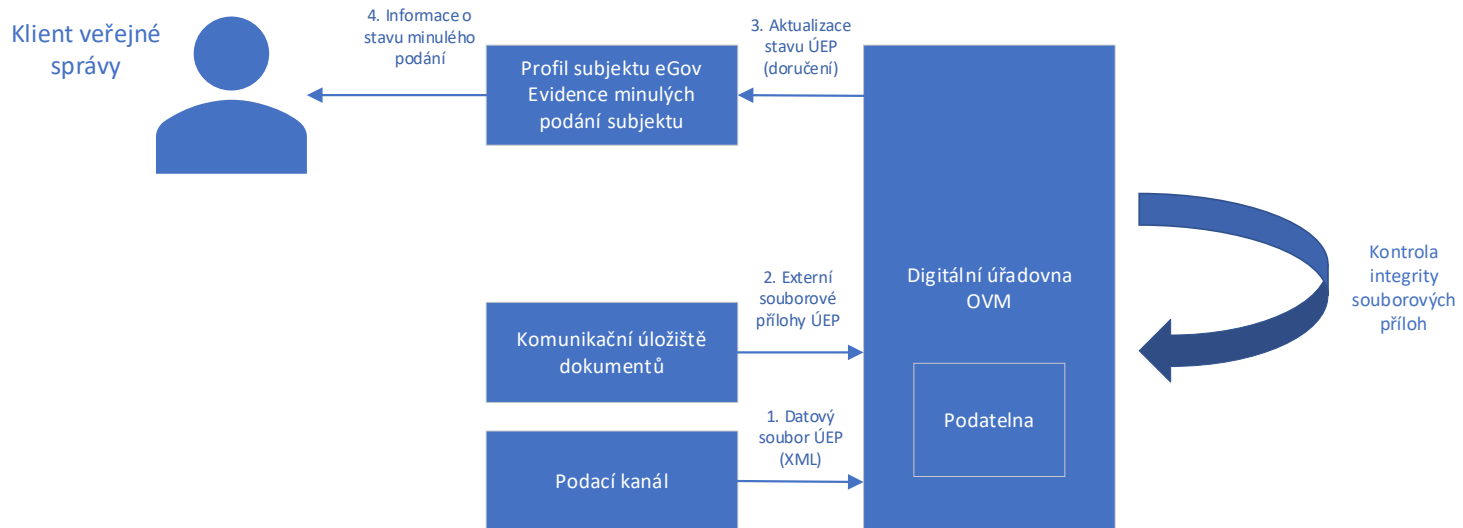 Klient veřejné
správy
4. Informace o
stavu minulého
podání
Profil subjektu eGov
Evidence minulých
podání subjektu
3. Aktualizace
stavu ÚEP
(doručení)
Digitální úřadovna
OVM
Kontrola
integrity
souborových
příloh
2. Externí
souborové
přílohy ÚEP
Komunikační úložiště
dokumentů
Podatelna
1. Datový
soubor ÚEP
(XML)
Podací kanál